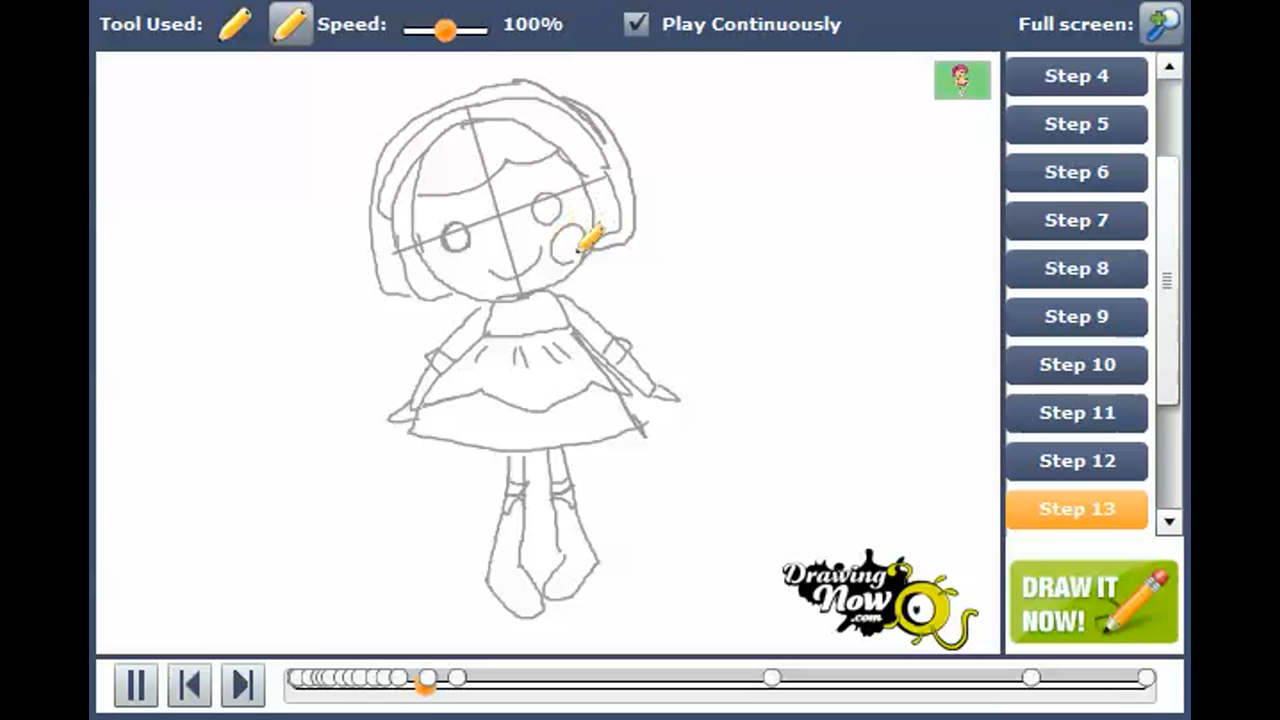 Tool Used: Speed: 100% Play Continuously Full screen:
Step 4
Step 5
Step 6
Step 7
Step 8
Step 9
Step 10
Step 11
Step 12
Step 13
Drawing
Now
.com
DRAW IT
NOW!